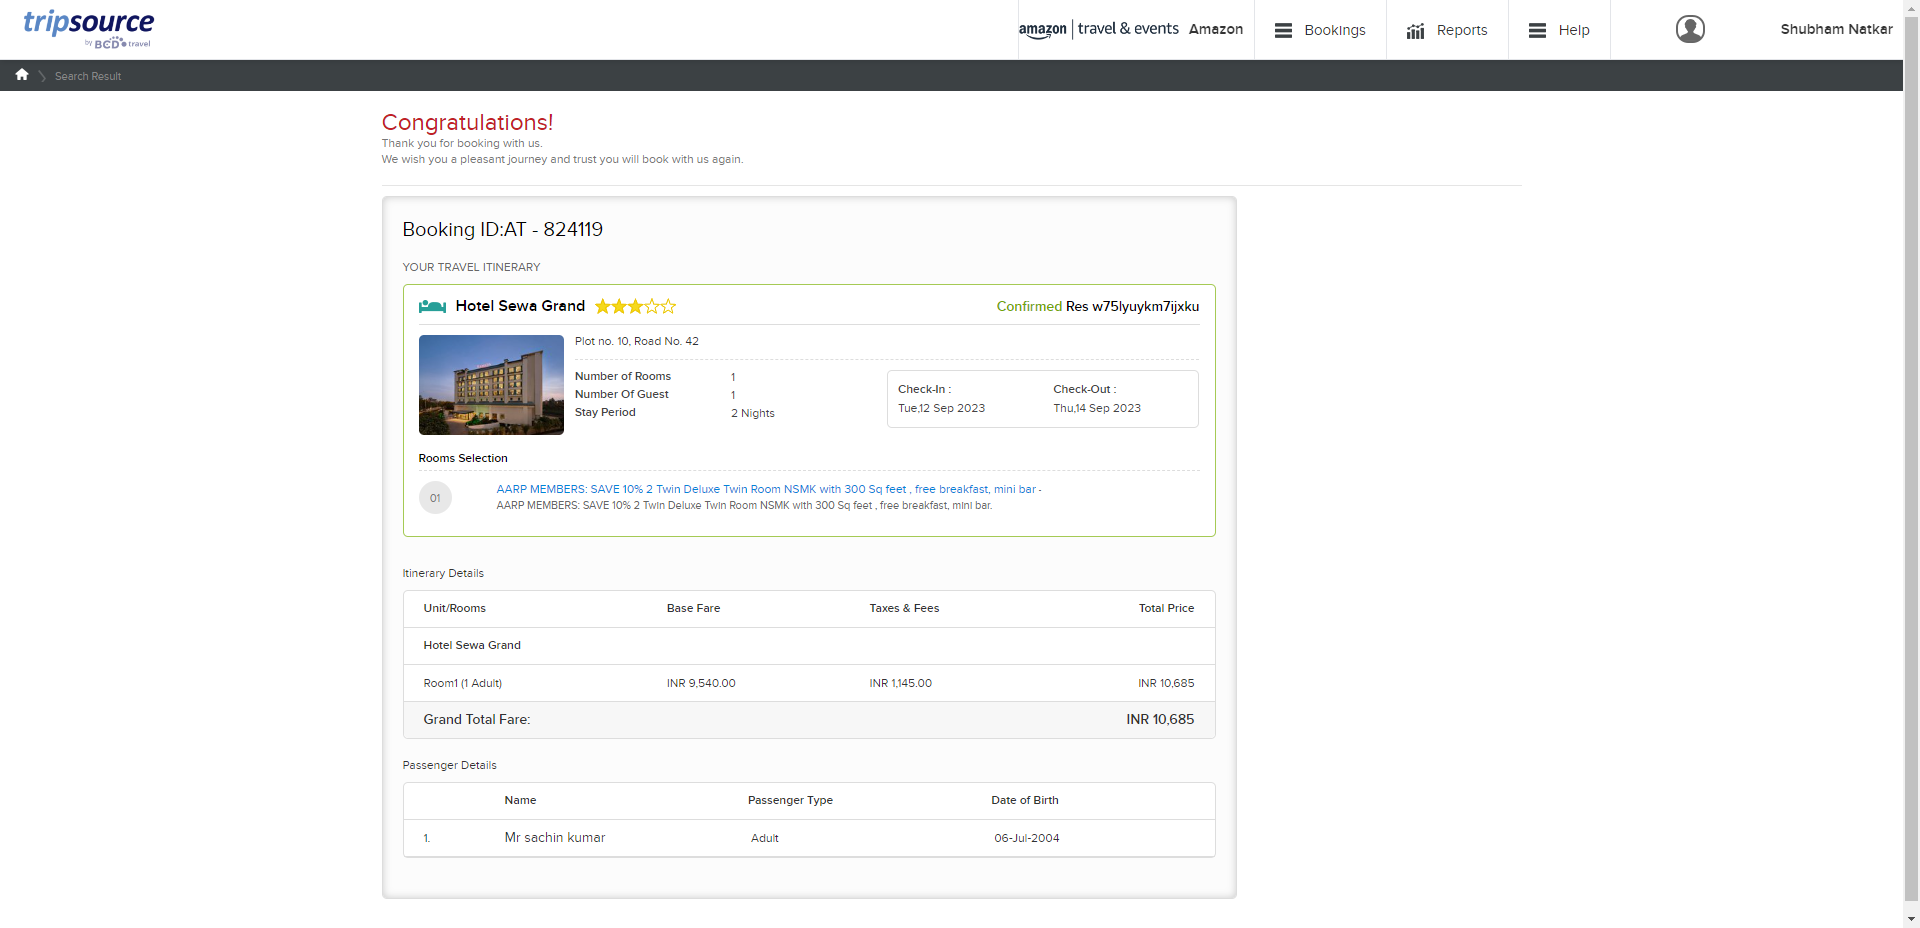 tripsource
by BCD travel
amazon | travel & events Amazon
Bookings
Reports
Help
Shubham Natkar
Search Result
Congratulations!
Thank you for booking with us.
We wish you a pleasant journey and trust you will book with us again.
Booking ID:AT - 824119
YOUR TRAVEL ITINERARY
Hotel Sewa Grand
Confirmed Res w75lyuykm7ijxku
Plot no. 10, Road No. 42
Number of Rooms 1
Number Of Guest 1
Stay Period 2 Nights
Check-In : Check-Out :
Tue,12 Sep 2023 Thu,14 Sep 2023
Rooms Selection
01
AARP MEMBERS: SAVE 10% 2 Twin Deluxe Twin Room NSMK with 300 Sq feet , free breakfast, mini bar -
AARP MEMBERS: SAVE 10% 2 Twin Deluxe Twin Room NSMK with 300 Sq feet , free breakfast, mini bar.
Itinerary Details
Unit/Rooms Base Fare Taxes & Fees Total Price
Hotel Sewa Grand
Room1 (1 Adult) INR 9,540.00 INR 1,145.00 INR 10,685
Grand Total Fare: INR 10,685
Passenger Details
Name Passenger Type Date of Birth
1. Mr sachin kumar Adult 06-Jul-2004